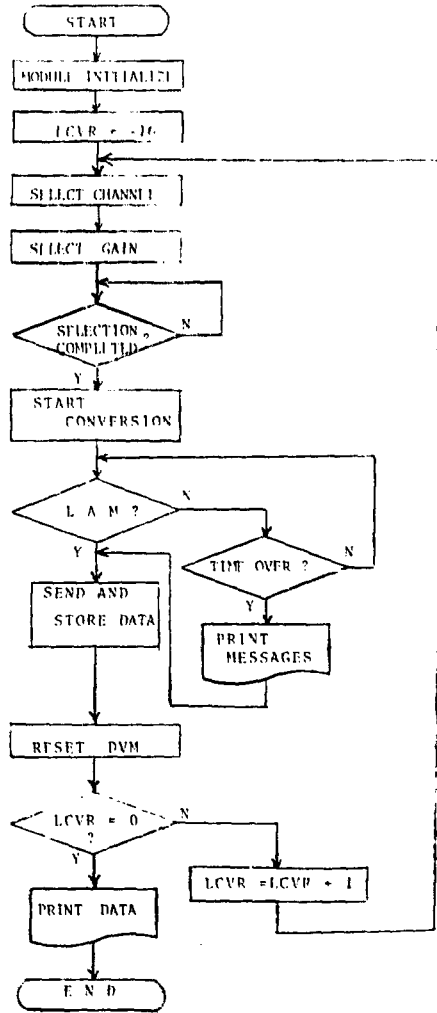 START
MODULE INITIALIZE
LCVR = -16
SELECT CHANNEL
SELECT GAIN
SELECTION
COMPLETED ?
N
Y
START
CONVERSION
L A M ?
N
Y
TIME OVER ?
N
Y
SEND AND
STORE DATA
PRINT
MESSAGES
RESET DVM
LCVR = 0
?
N
Y
LCVR =LCVR + 1
PRINT DATA
E N D